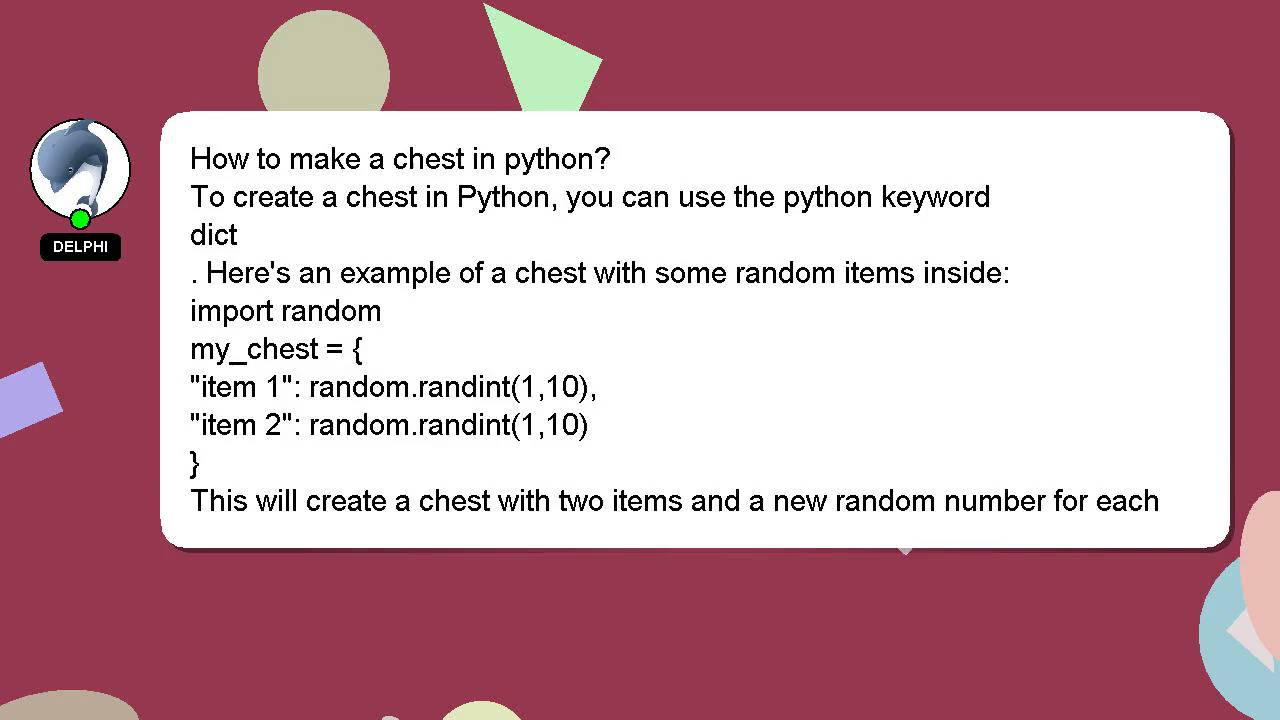 DELPHI
How to make a chest in python?
To create a chest in Python, you can use the python keyword
dict
. Here's an example of a chest with some random items inside:
import random
my_chest = {
"item 1": random.randint(1,10),
"item 2": random.randint(1,10)
}
This will create a chest with two items and a new random number for each